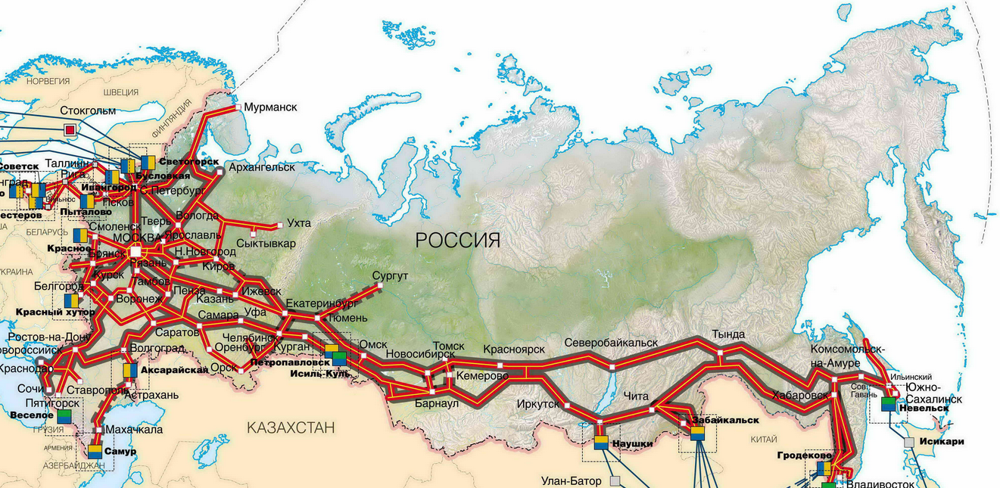 НОРВЕГИЯ
ШВЕЦИЯ
ФИНЛЯНДИЯ
Стокгольм
Мурманск
Советск
Таллинн
Светогорск
Архангельск
Рига
Бусловкая
Ивангород
С.Петербург
Вильнюс
Псков
естеров
Пыталово
Вологда
Ухта
Тверь
БЕЛАРУСЬ
Смоленск
МОСКВА
Ярославль
Сыктывкар
РОССИЯ
Красное
Брянск
Рязань
Н.Новгород
Киров
УКРАИНА
Курск
Тамбов
Сургут
Белгород
Пенза
Казань
Ижевск
Воронеж
Екатеринбург
Красный хутор
Самара
Уфа
Тюмень
Саратов
Ростов-на-Дону
Челябинск
Тында
Новороссийск
Волгоград
Оренбург
Курган
Омск
Томск
Красноярск
Северобайкальск
Новосибирск
Комсомольск-
на-Амуре
Краснодар
Аксарайская
Орск
Петропавловск
Исиль-Куль
Кемерово
Ильинский
Сочи
Ставрополь
Астрахань
Сов.
Гавань
Южно-
Сахалинск
Пятигорск
Барнаул
Иркутск
Чита
Хабаровск
Невельск
Веселое
ГРУЗИЯ
Махачкала
КАЗАХСТАН
Забайкальск
КИТАЙ
Исикари
АРМЕНИЯ
Самур
Наушки
Гродеково
АЗЕРБАЙДЖАН
Улан-Батор
Владивосток